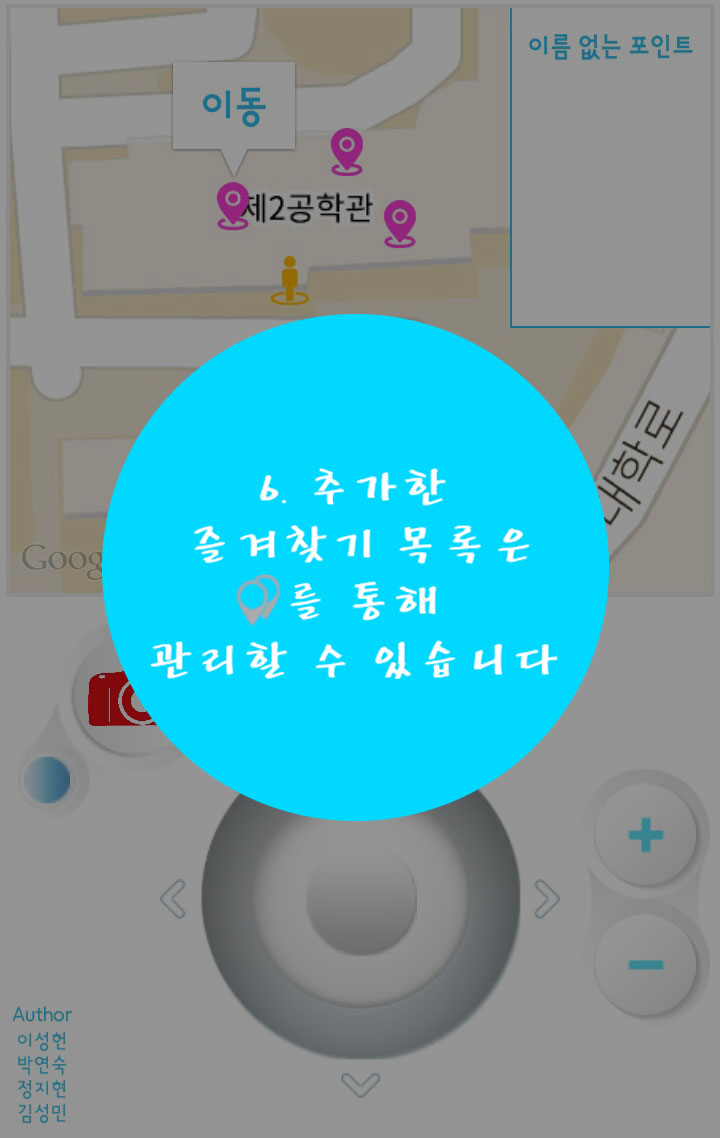 이름 없는 포인트
이동
제2공학관
대학로
Goog
6. 추가한
즐겨찾기 목록은
를 통해
관리할 수 있습니다
Author
이성헌
박연숙
정지현
김성민